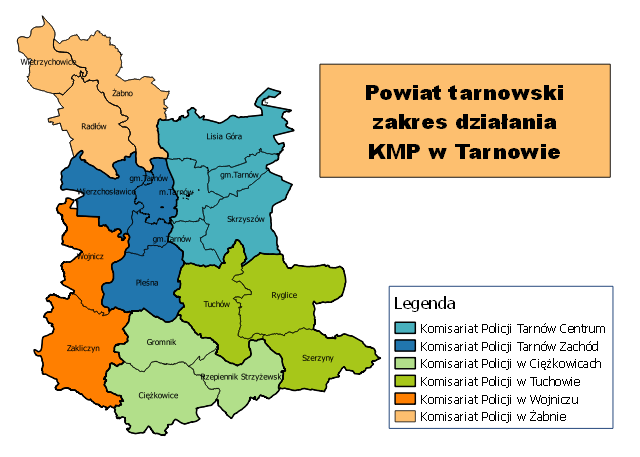 Powiat tarnowski
zakres działania
KMP w Tarnowie
Wietrzychowice
Żabno
Radłów
Lisia Góra
gm.Tarnów
gm.Tarnów
Wierzchosławice
m.Tarnów
Skrzyszów
gm.Tarnów
Wojnicz
Pleśna
Tuchów
Ryglice
Gromnik
Zakliczyn
Szerzyny
Rzepiennik Strzyżewsk
Ciężkowice
Legenda
Komisariat Policji Tarnów Centrum
Komisariat Policji Tarnów Zachód
Komisariat Policji w Ciężkowicach
Komisariat Policji w Tuchowie
Komisariat Policji w Wojniczu
Komisariat Policji w Żabnie